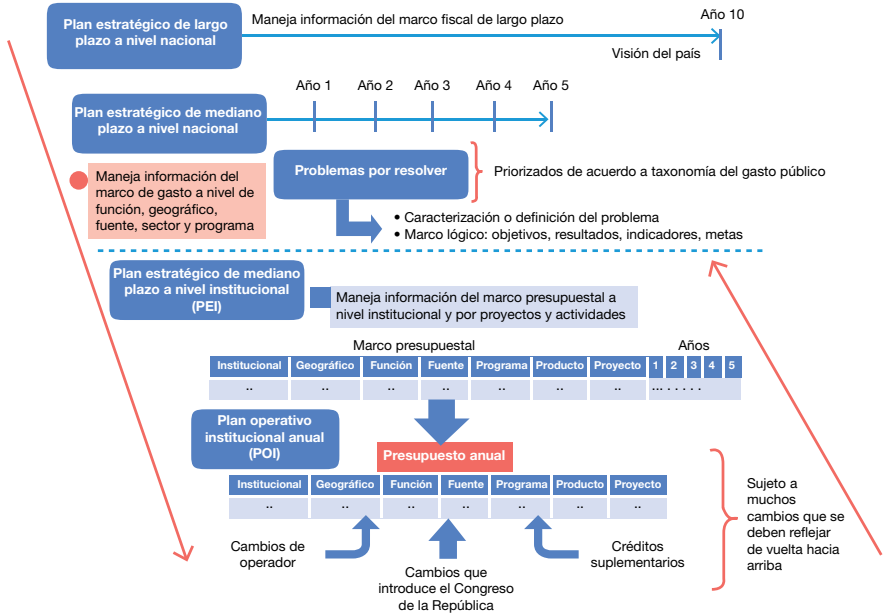 Plan estratégico de largo
plazo a nivel nacional
Maneja información del marco fiscal de largo plazo
Año 10
Visión del país
Año 1 Año 2 Año 3 Año 4 Año 5
Plan estratégico de mediano
plazo a nivel nacional
Maneja información del
marco de gasto a nivel de
función, geográfico,
fuente, sector y programa
Problemas por resolver
Priorizados de acuerdo a taxonomía del gasto público
• Caracterización o definición del problema
• Marco lógico: objetivos, resultados, indicadores, metas
Plan estratégico de mediano
plazo a nivel institucional
(PEI)
Maneja información del marco presupuestal a
nivel institucional y por proyectos y actividades
Marco presupuestal Años
Institucional Geográfico Función Fuente Programa Producto Proyecto 1 2 3 4 5
.. .. .. .. .. .. .. ... . . . . .
Plan operativo
institucional anual
(POI)
Presupuesto anual
Institucional Geográfico Función Fuente Programa Producto Proyecto
.. .. .. .. .. .. ..
Cambios de
operador
Cambios que
introduce el Congreso
de la República
Créditos
suplementarios
Sujeto a
muchos
cambios que se
deben reflejar
de vuelta hacia
arriba